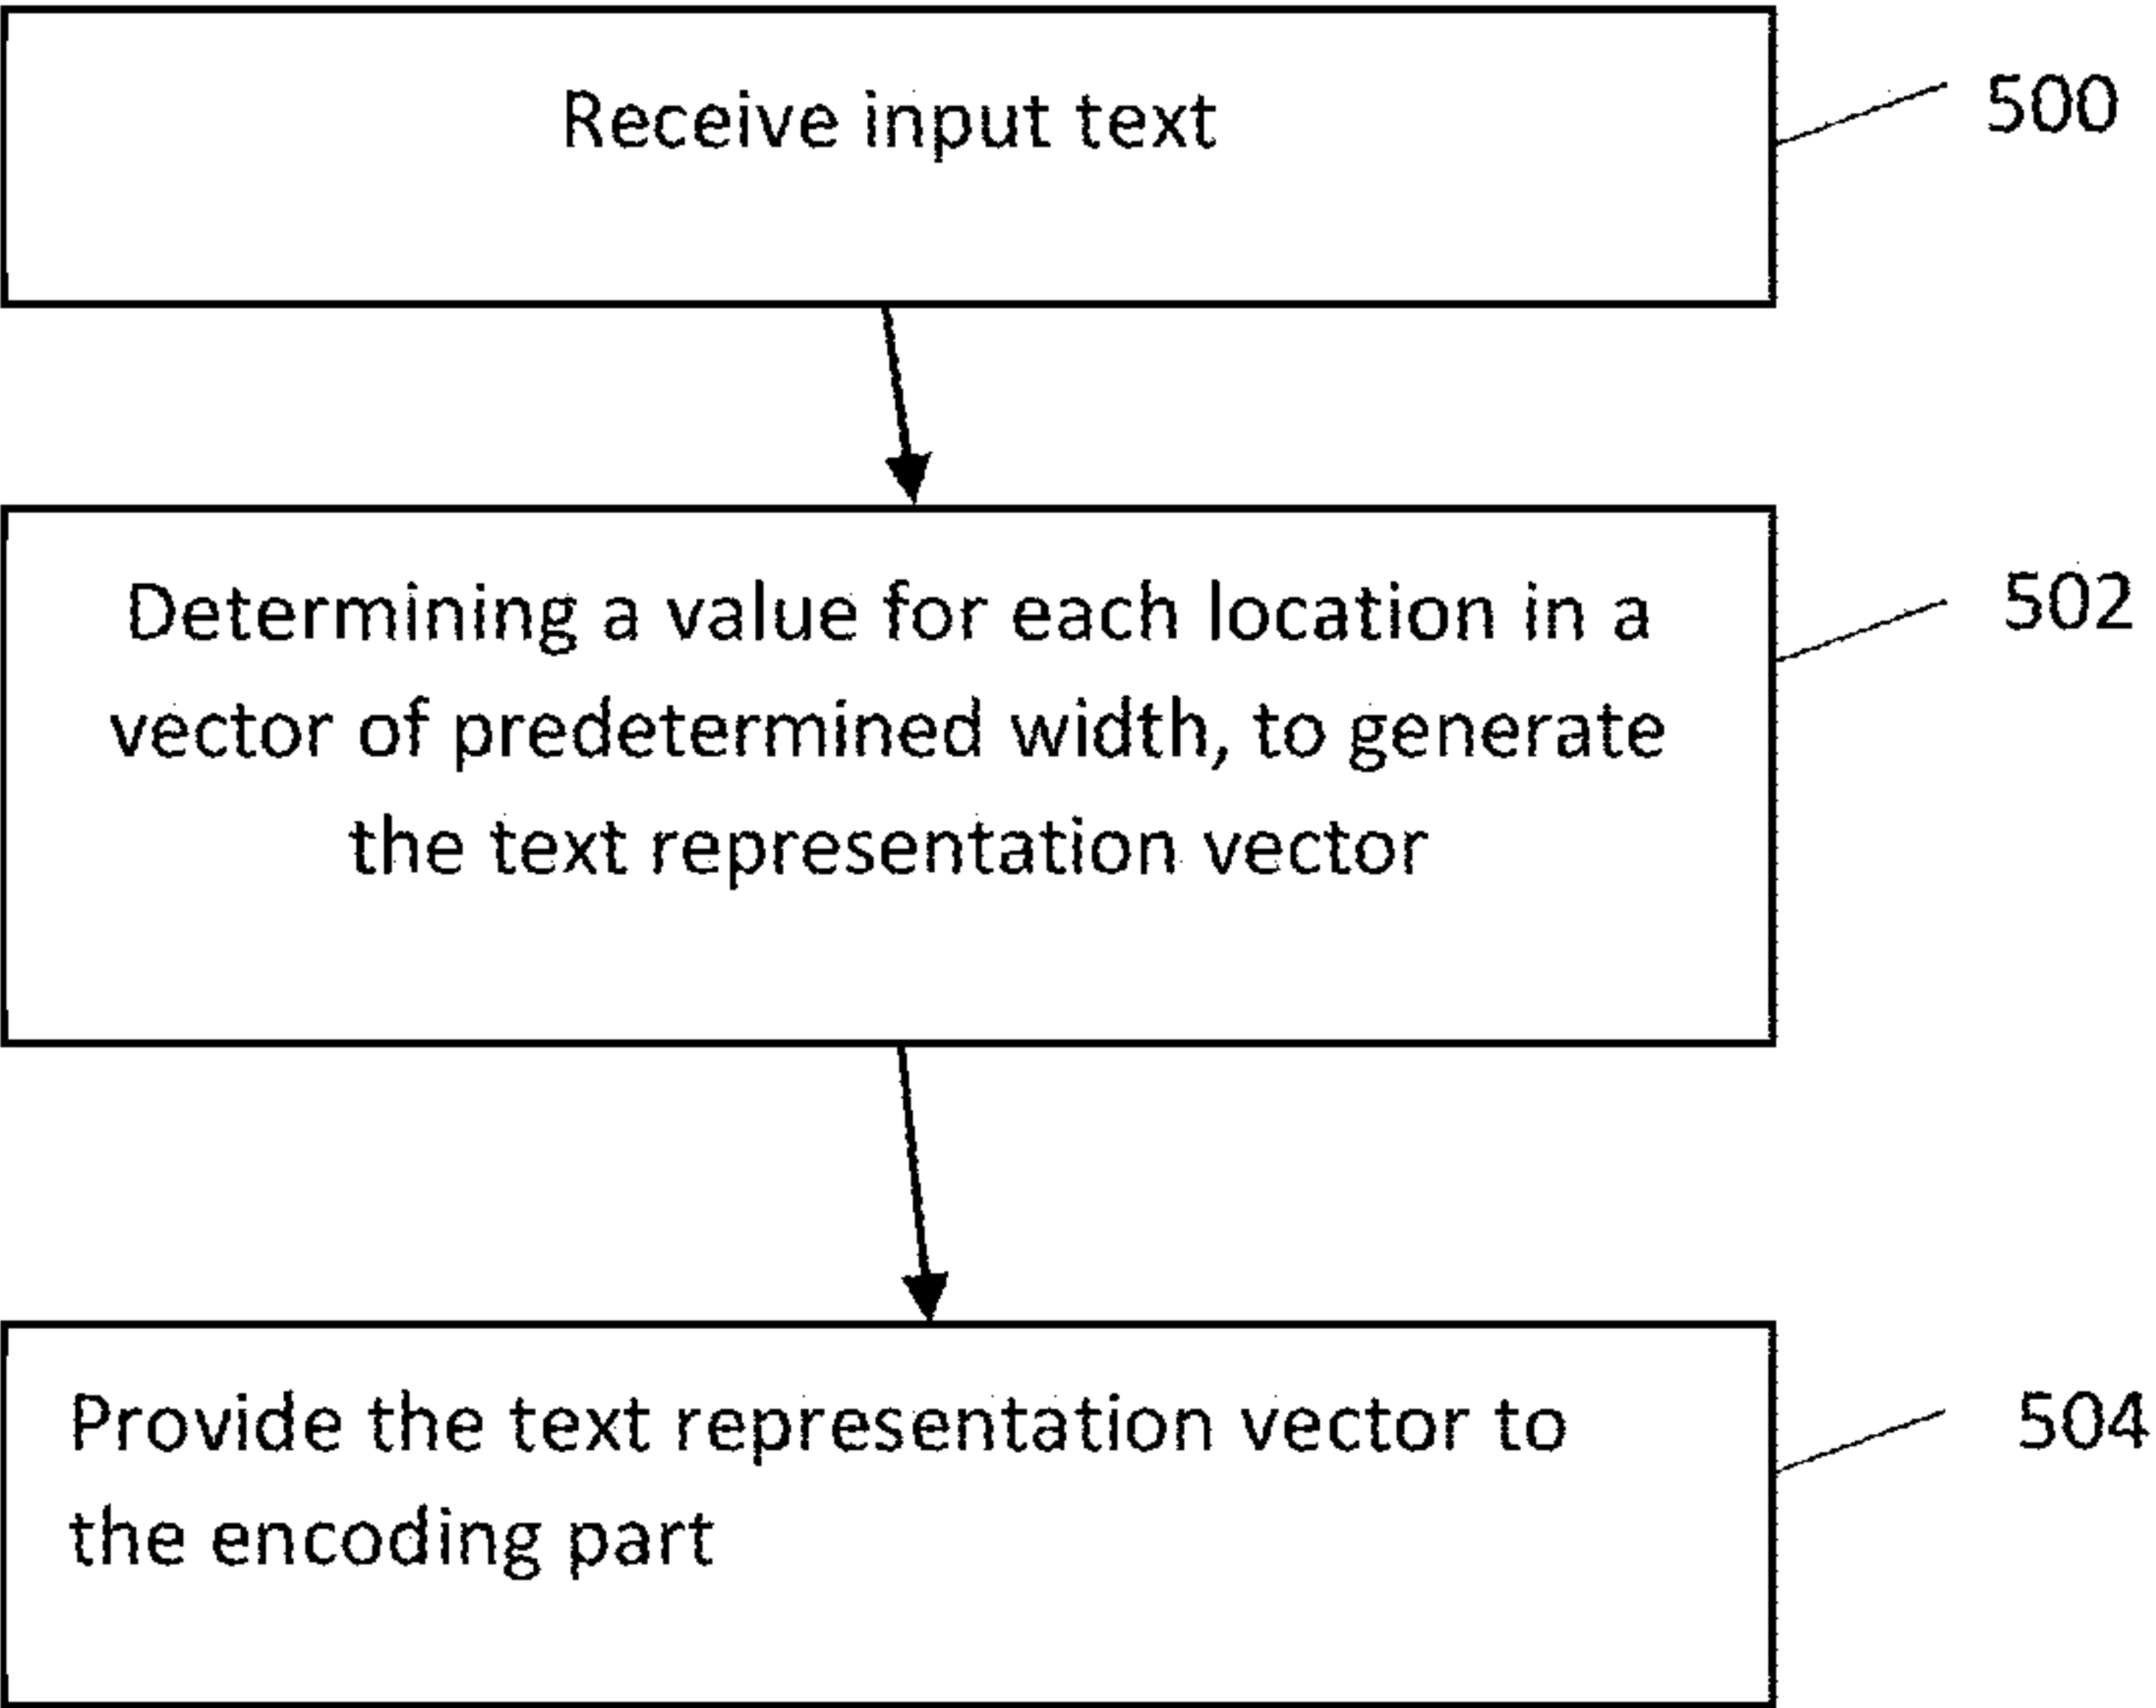 Receive input text
500
Determining a value for each location in a
vector of predetermined width, to generate
the text representation vector
502
Provide the text representation vector to
the encoding part
504